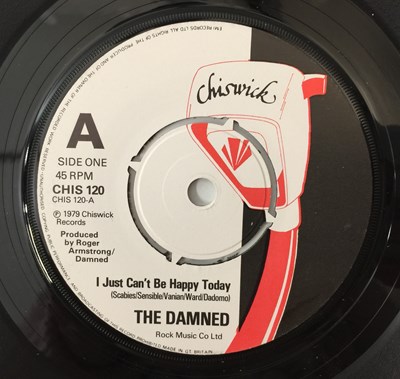 Chiswick
A
SIDE ONE
45 RPM
CHIS 120
CHIS 120-A
℗ 1979 Chiswick
Records
Produced
by Roger
Armstrong/
Damned
I Just Can't Be Happy Today
(Scabies/Sensible/Vanian/Ward/Dadomo)
THE DAMNED
Rock Music Co Ltd